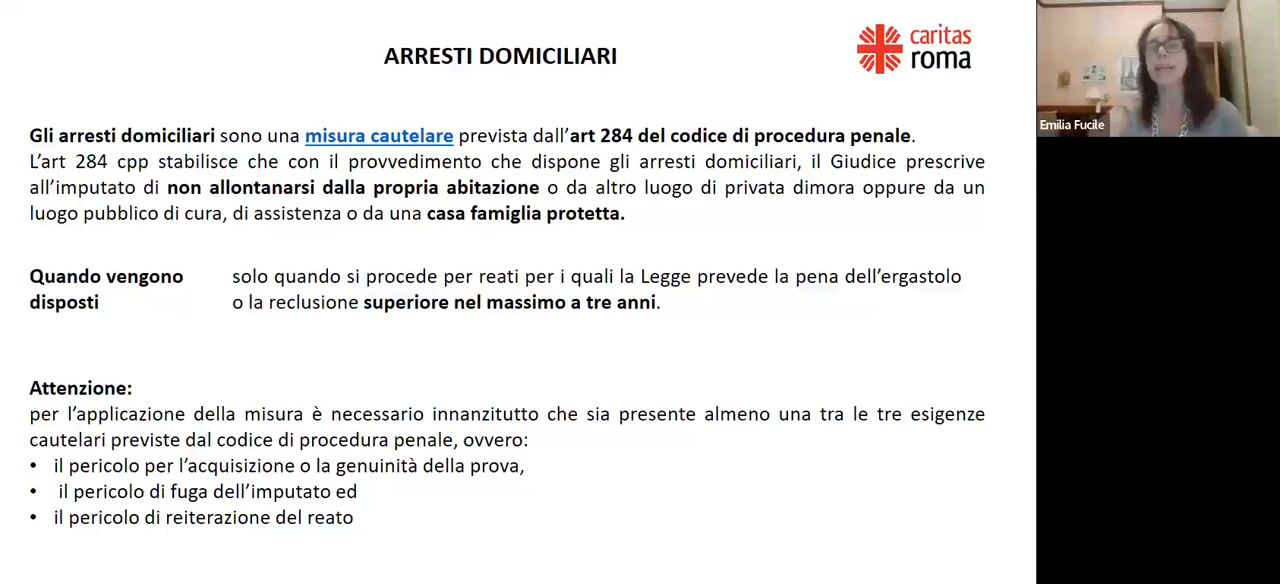 ARRESTI DOMICILIARI
caritas
roma
Emilia Fucile
Gli arresti domiciliari sono una misura cautelare prevista dall’art 284 del codice di procedura penale.
L’art 284 cpp stabilisce che con il provvedimento che dispone gli arresti domiciliari, il Giudice prescrive
all’imputato di non allontanarsi dalla propria abitazione o da altro luogo di privata dimora oppure da un
luogo pubblico di cura, di assistenza o da una casa famiglia protetta.
Quando vengono
disposti
solo quando si procede per reati per i quali la Legge prevede la pena dell’ergastolo
o la reclusione superiore nel massimo a tre anni.
Attenzione:
per l’applicazione della misura è necessario innanzitutto che sia presente almeno una tra le tre esigenze
cautelari previste dal codice di procedura penale, ovvero:
• il pericolo per l’acquisizione o la genuinità della prova,
• il pericolo di fuga dell’imputato ed
• il pericolo di reiterazione del reato